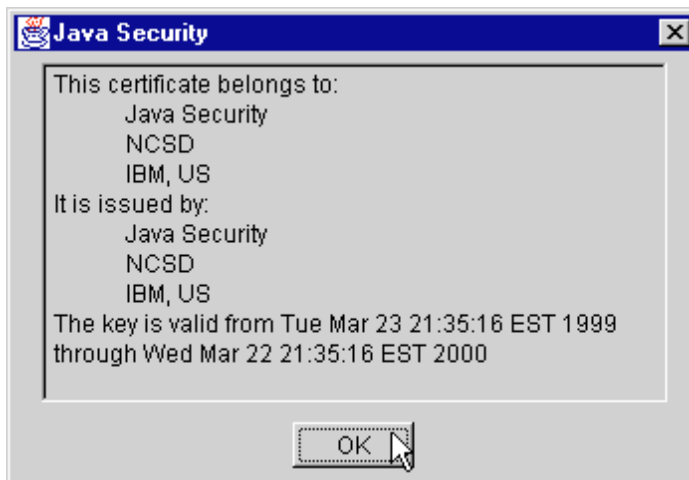 Java Security
This certificate belongs to:
Java Security
NCSD
IBM, US
It is issued by:
Java Security
NCSD
IBM, US
The key is valid from Tue Mar 23 21:35:16 EST 1999
through Wed Mar 22 21:35:16 EST 2000
OK